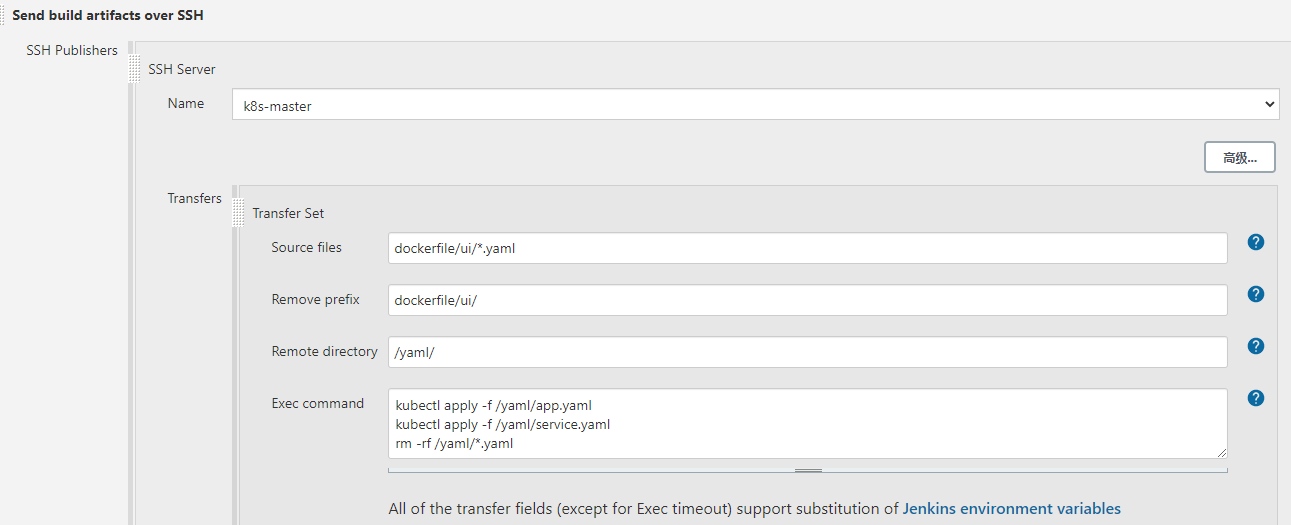 Send build artifacts over SSH
SSH Publishers
SSH Server
Name
k8s-master
高级...
Transfers
Transfer Set
Source files
dockerfile/ui/*.yaml
Remove prefix
dockerfile/ui/
Remote directory
/yaml/
Exec command
kubectl apply -f /yaml/app.yaml
kubectl apply -f /yaml/service.yaml
rm -rf /yaml/*.yaml
All of the transfer fields (except for Exec timeout) support substitution of Jenkins environment variables